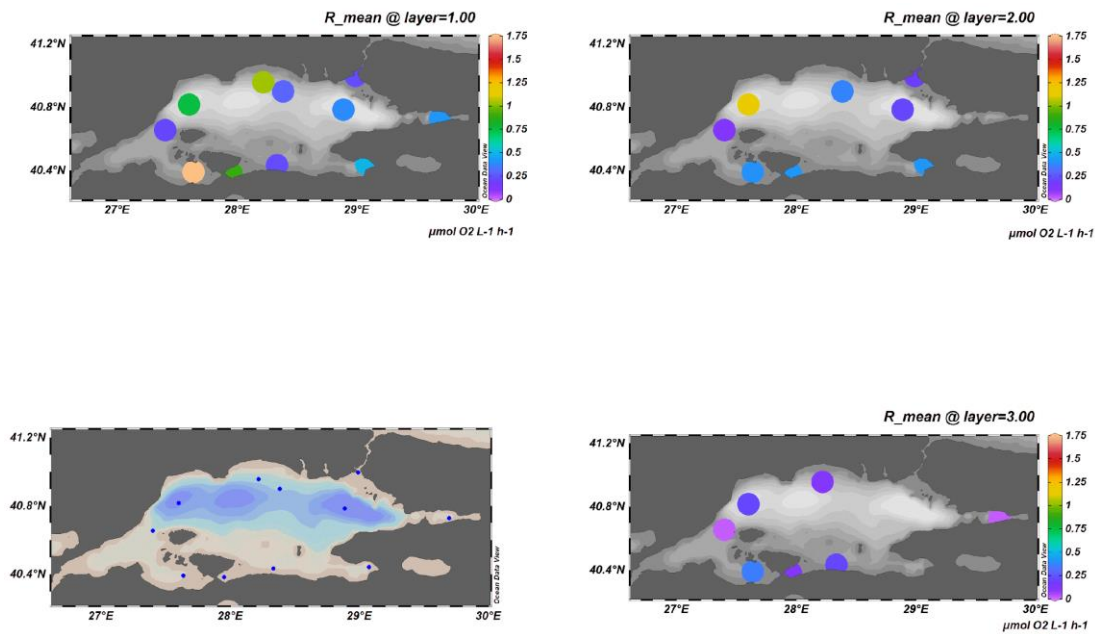 R_mean @ layer=1.00
41.2°N
40.8°N
40.4°N
27°E
28°E
29°E
30°E
1.75
1.5
1.25
1
0.75
0.5
0.25
0
Ocean Data View
µmol O2 L-1 h-1
R_mean @ layer=2.00
41.2°N
40.8°N
40.4°N
27°E
28°E
29°E
30°E
1.75
1.5
1.25
1
0.75
0.5
0.25
0
Ocean Data View
µmol O2 L-1 h-1
41.2°N
40.8°N
40.4°N
27°E
28°E
29°E
30°E
Ocean Data View
R_mean @ layer=3.00
41.2°N
40.8°N
40.4°N
27°E
28°E
29°E
30°E
1.75
1.5
1.25
1
0.75
0.5
0.25
0
Ocean Data View
µmol O2 L-1 h-1